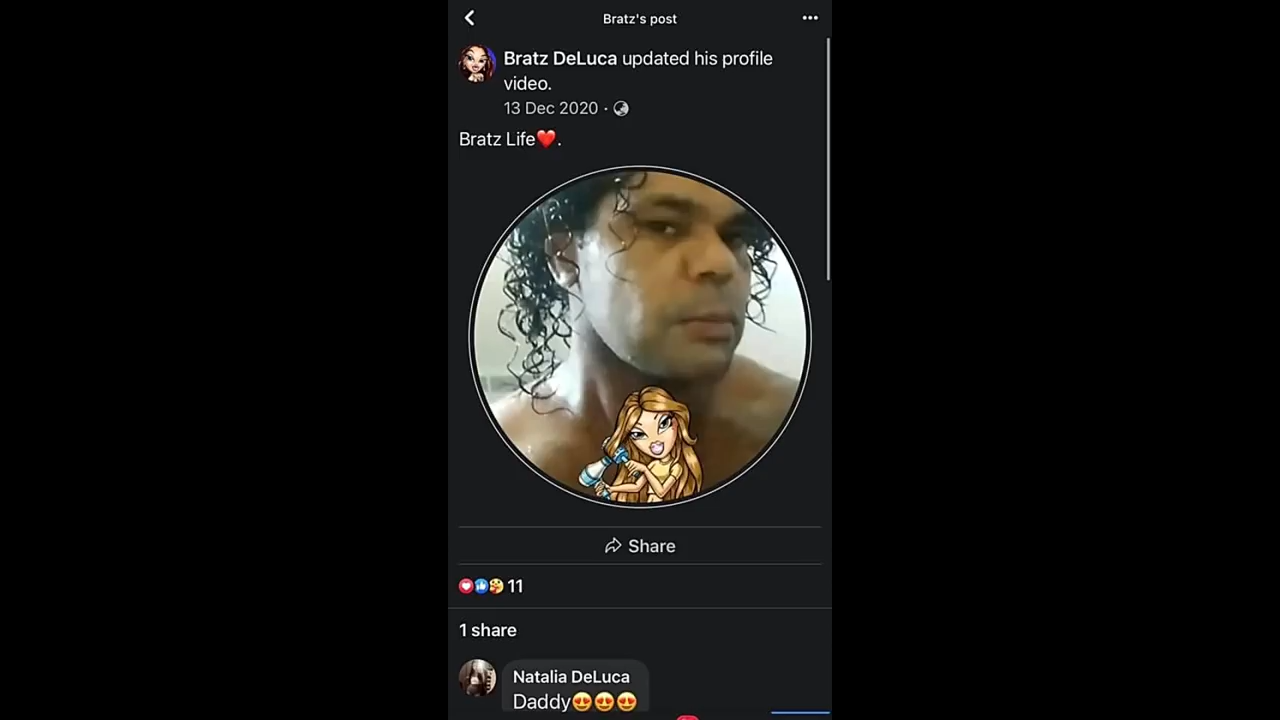 Bratz's post
Bratz DeLuca updated his profile
video.
13 Dec 2020 ·
Bratz Life❤️.
Share
11
1 share
Natalia DeLuca
Daddy😍😍😍